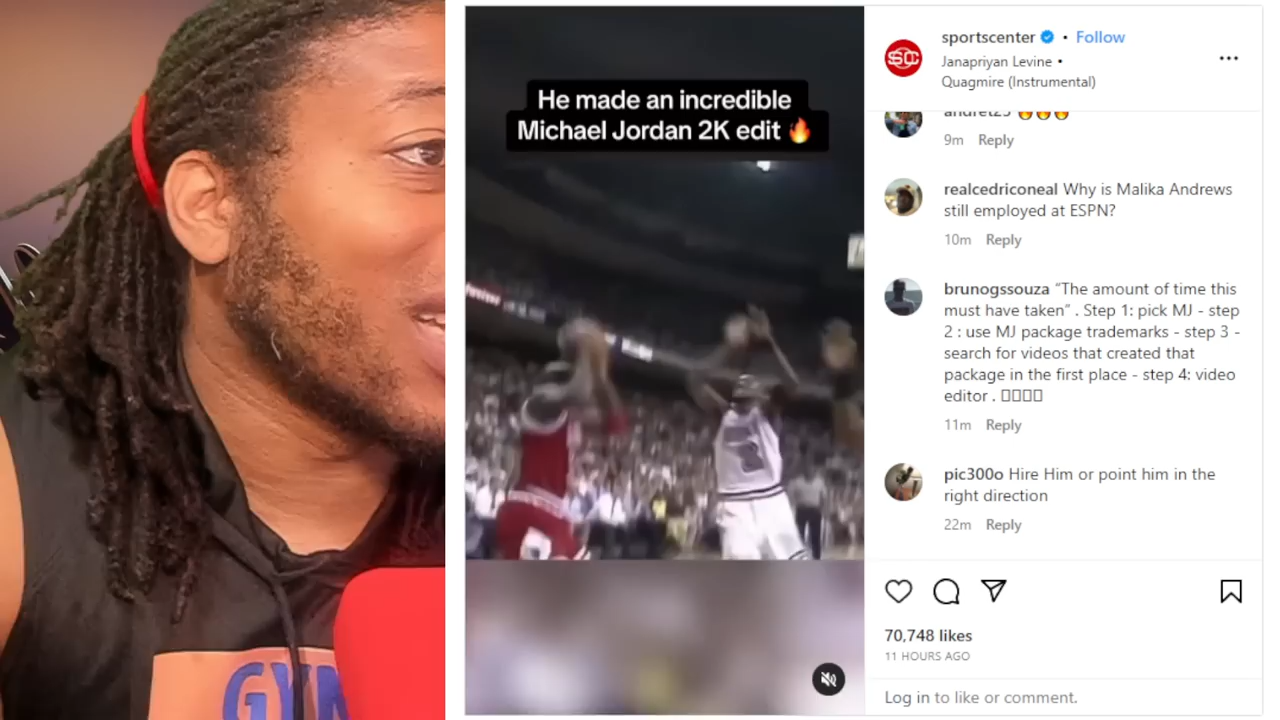 GYM
He made an incredible
Michael Jordan 2K edit 🔥
3
SC
sportscenter • Follow
Janapriyan Levine •
Quagmire (Instrumental)
andret25 🔥🔥🔥
9m Reply
realcedriconeal Why is Malika Andrews
still employed at ESPN?
10m Reply
brunogssouza “The amount of time this
must have taken” . Step 1: pick MJ - step
2 : use MJ package trademarks - step 3 -
search for videos that created that
package in the first place - step 4: video
editor . ▯▯▯▯
11m Reply
pic300o Hire Him or point him in the
right direction
22m Reply
70,748 likes
11 HOURS AGO
Log in to like or comment.